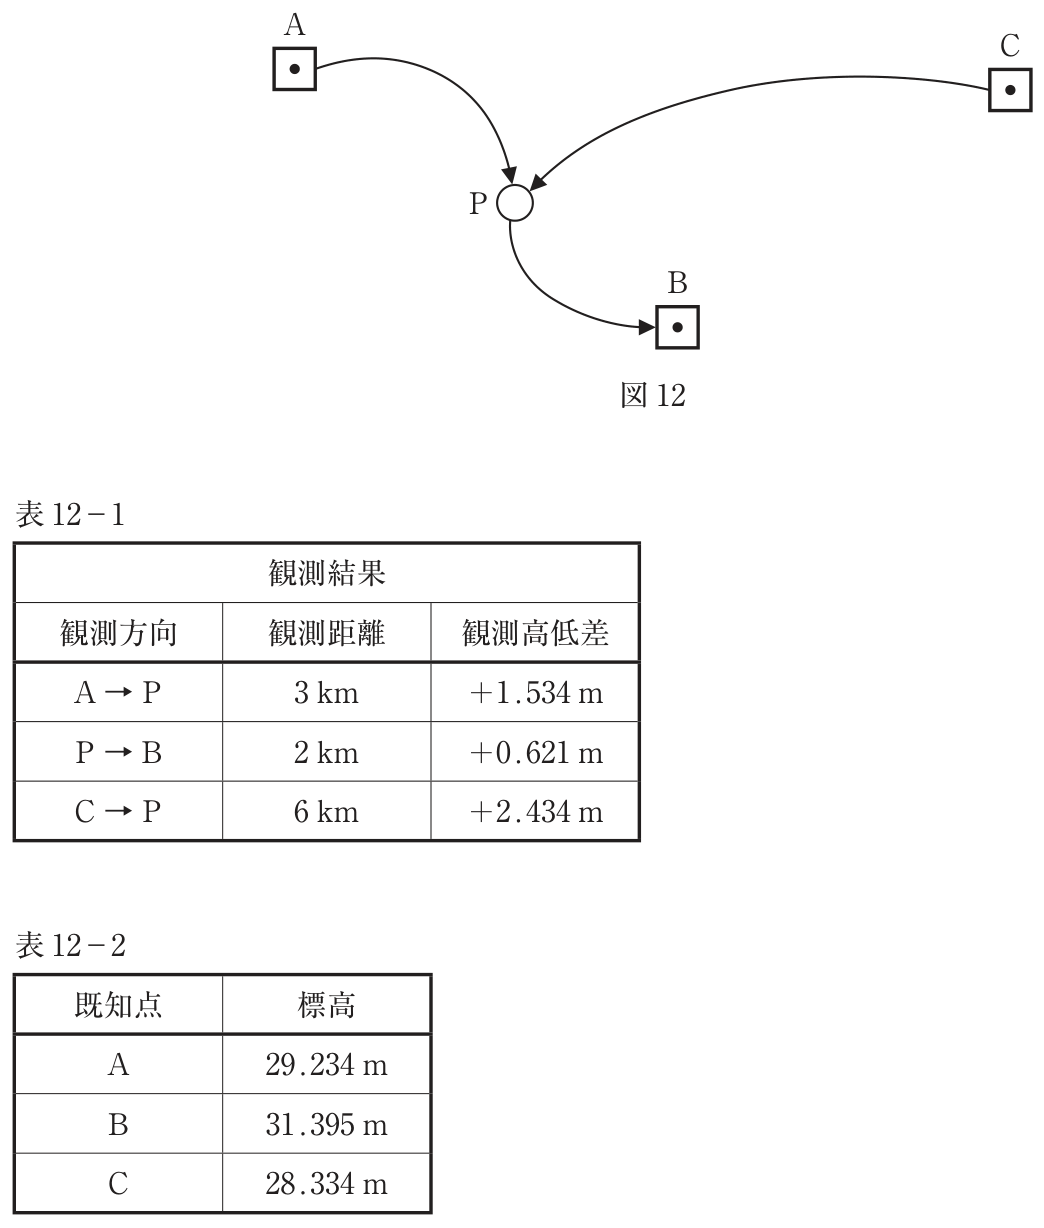 A
C
P
B
図 12
表 12－1
観測結果
観測方向 観測距離 観測高低差
A → P 3 km ＋1.534 m
P → B 2 km ＋0.621 m
C → P 6 km ＋2.434 m
表 12－2
既知点 標高
A 29.234 m
B 31.395 m
C 28.334 m